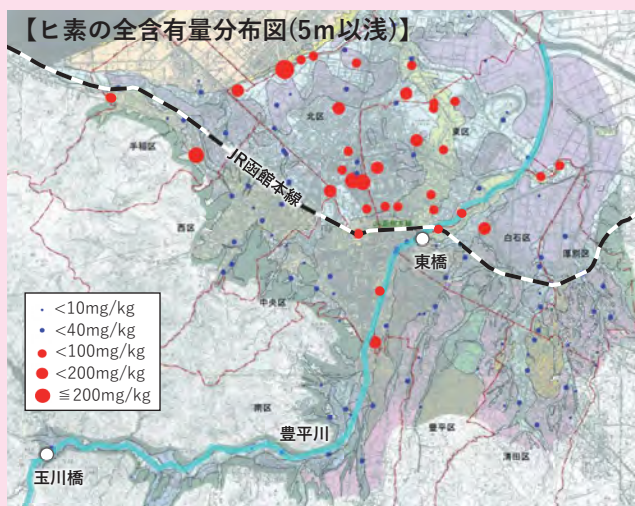 【ヒ素の全含有量分布図(5m以浅)】
北区
東区
手稲区
JR函館本線
西区
白石区
厚別区
東橋
中央区
<10mg/kg
<40mg/kg
<100mg/kg
<200mg/kg
≦200mg/kg
南区
豊平川
豊平区
清田区
玉川橋